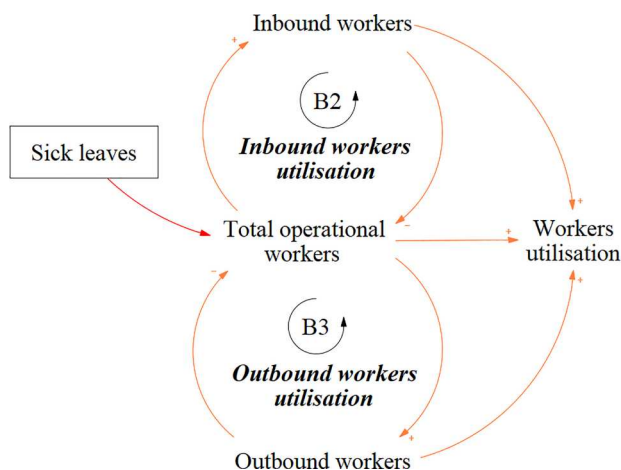 Inbound workers
+
B2
Inbound workers
utilisation
Sick leaves
+
−
Total operational
workers
+
Workers
utilisation
−
+
B3
Outbound workers
utilisation
+
Outbound workers